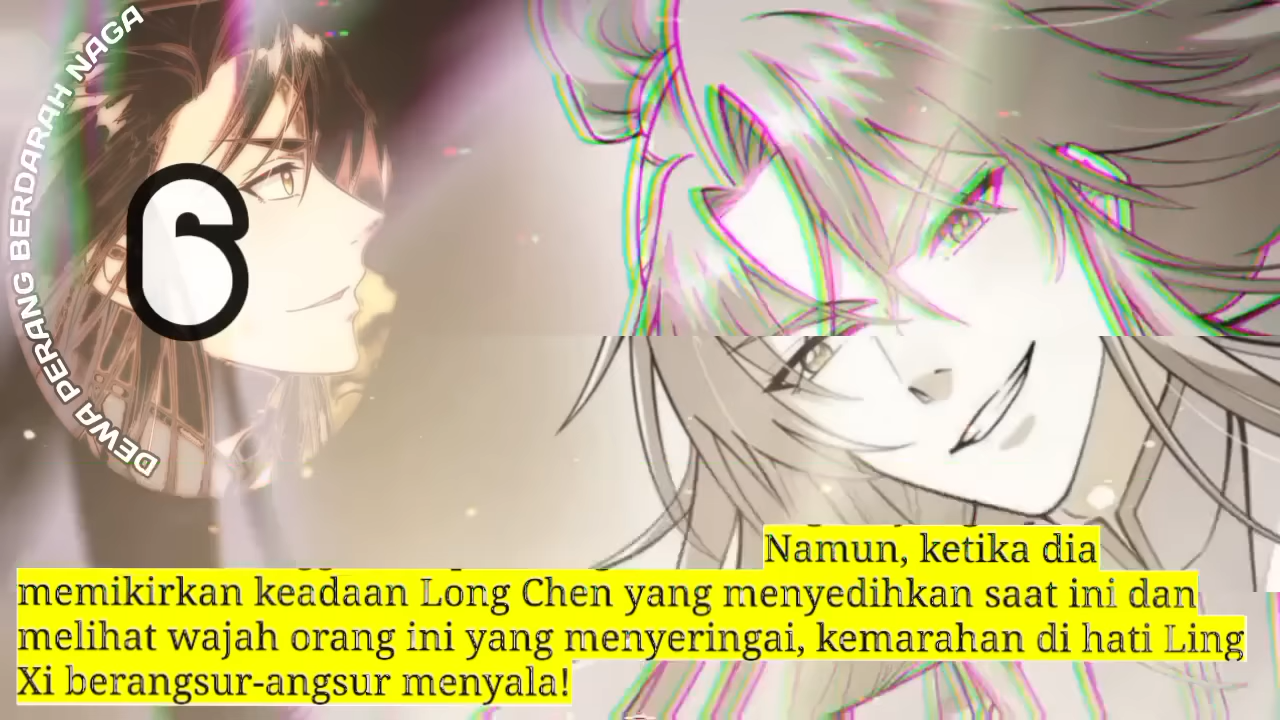 DEWA PERANG BERDARAH NAGA
6
Namun, ketika dia
memikirkan keadaan Long Chen yang menyedihkan saat ini dan
melihat wajah orang ini yang menyeringai, kemarahan di hati Ling
Xi berangsur-angsur menyala!